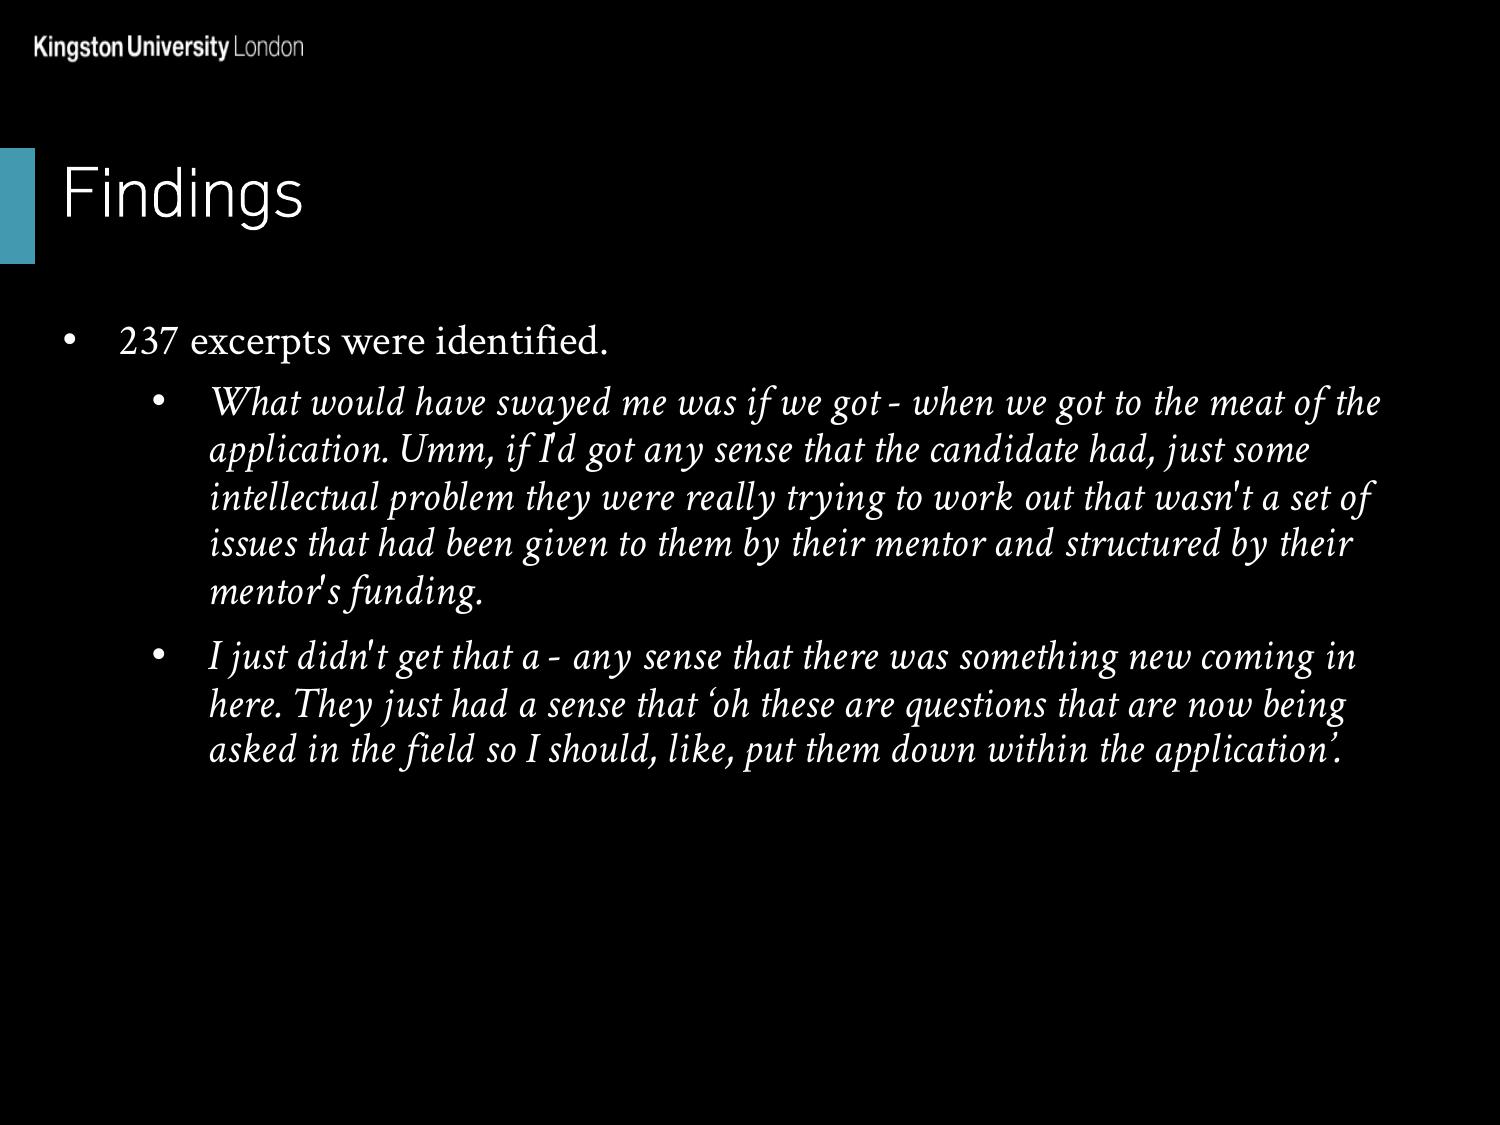 Kingston University London
Findings
• 237 excerpts were identified.
• What would have swayed me was if we got - when we got to the meat of the
application. Umm, if I'd got any sense that the candidate had, just some
intellectual problem they were really trying to work out that wasn't a set of
issues that had been given to them by their mentor and structured by their
mentor's funding.
• I just didn't get that a - any sense that there was something new coming in
here. They just had a sense that ‘oh these are questions that are now being
asked in the field so I should, like, put them down within the application’.